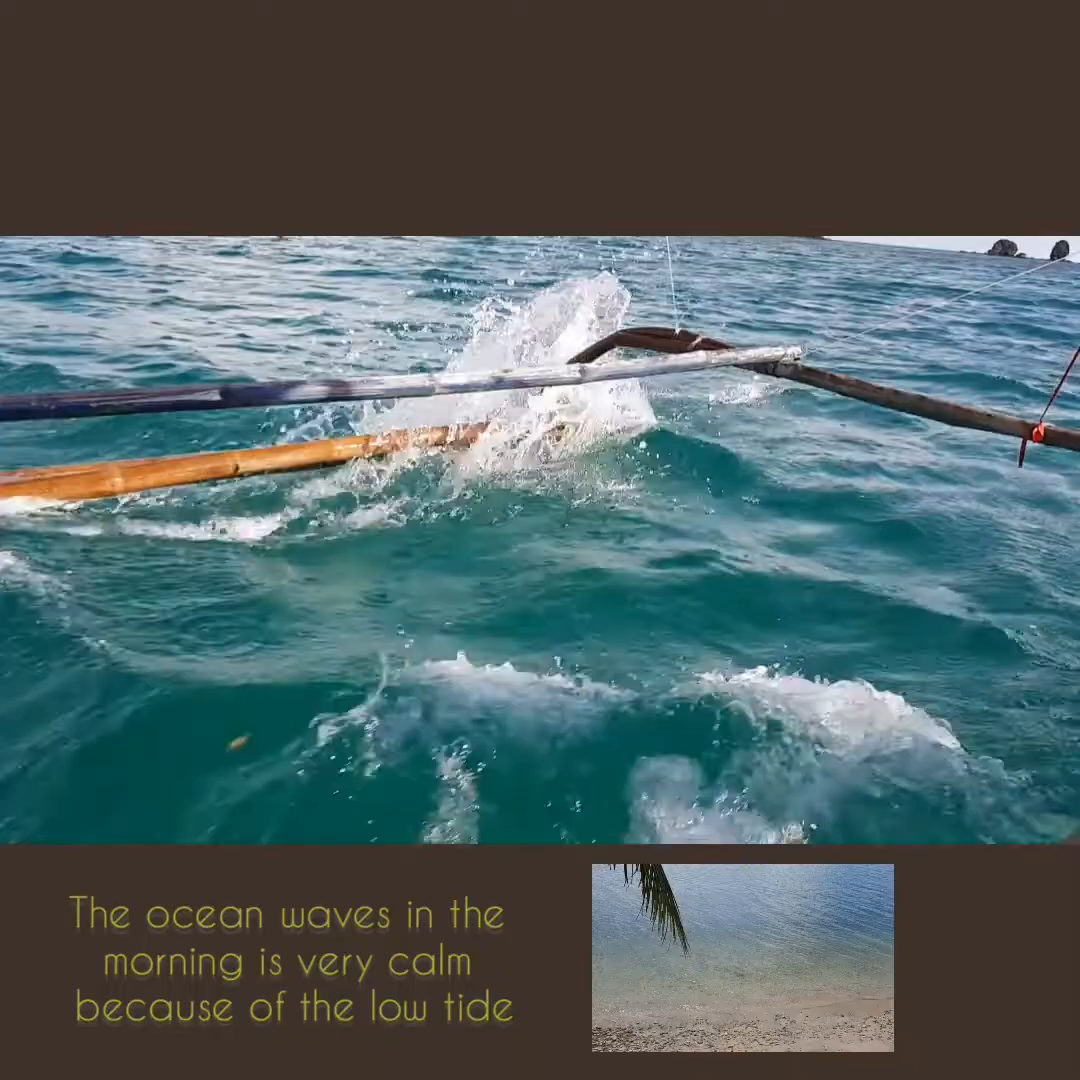 The ocean waves in the
morning is very calm
because of the low tide